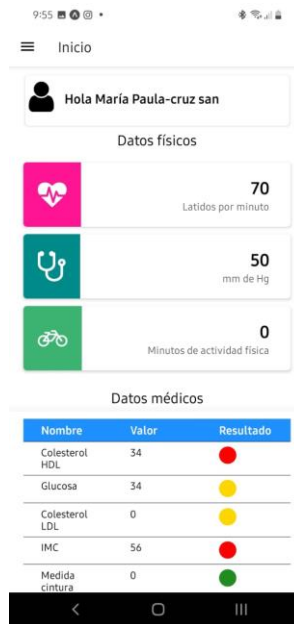 9:55
Inicio
Hola María Paula-cruz san
Datos físicos
70
Latidos por minuto
50
mm de Hg
0
Minutos de actividad física
Datos médicos
Nombre Valor Resultado
Colesterol 34
HDL
Glucosa 34
Colesterol 0
LDL
IMC 56
Medida 0
cintura